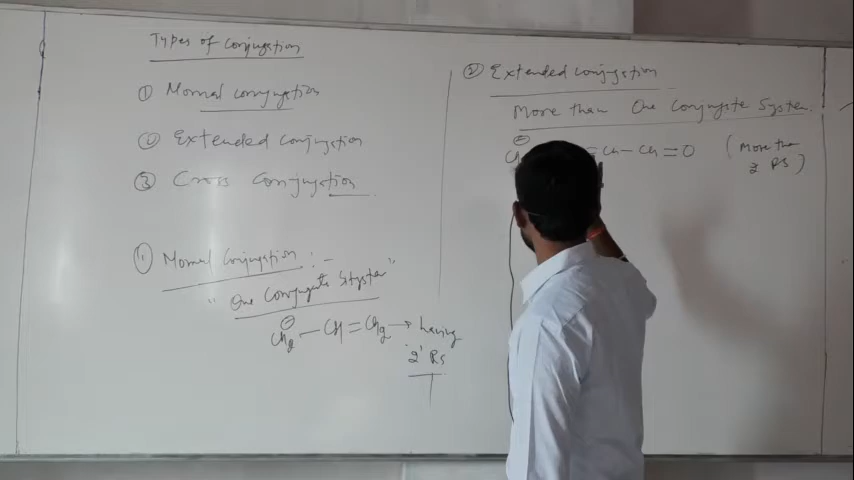 Types of Conjugation
① Normal conjugation
② Extended Conjugation
③ Cross Conjugation
① Normal Conjugation :-
"One Conjugate System"
⊖
CH2 — CH = CH2 → having
'2' RS
② Extended conjugation
More than One Conjugate System.
⊖
= CH — CH = O (More than
2 RS)